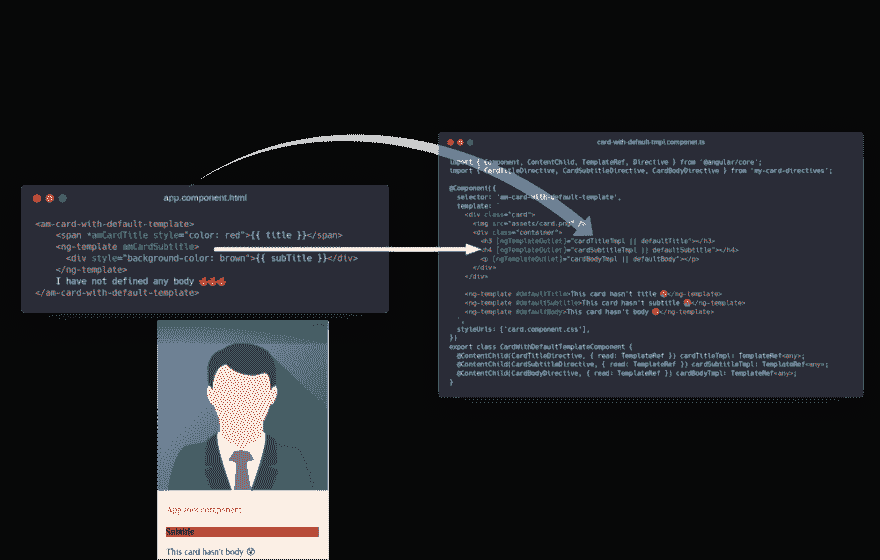 app.component.html
<am-card-with-default-template>
<span *amCardTitle style="color: red">{{ title }}</span>
<ng-template amCardSubtitle>
<div style="background-color: brown">{{ subTitle }}</div>
</ng-template>
I have not defined any body 🔥🔥🔥
</am-card-with-default-template>
card-with-default-tmpl.componet.ts
import { Component, ContentChild, TemplateRef, Directive } from '@angular/core';
import { CardTitleDirective, CardSubtitleDirective, CardBodyDirective } from 'my-card-directives';
@Component({
selector: 'am-card-with-default-template',
template: `
<div class="card">
<img src="assets/card.png" />
<div class="container">
<h3 [ngTemplateOutlet]="cardTitleTmpl || defaultTitle"></h3>
<h4 [ngTemplateOutlet]="cardSubtitleTmpl || defaultSubtitle"></h4>
<p [ngTemplateOutlet]="cardBodyTmpl || defaultBody"></p>
</div>
</div>
<ng-template #defaultTitle>This card hasn't title 😢</ng-template>
<ng-template #defaultSubtitle>This card hasn't subtitle 😢</ng-template>
<ng-template #defaultBody>This card hasn't body 😢</ng-template>
`,
styleUrls: ['card.component.css'],
})
export class CardWithDefaultTemplateComponent {
@ContentChild(CardTitleDirective, { read: TemplateRef }) cardTitleTmpl: TemplateRef<any>;
@ContentChild(CardSubtitleDirective, { read: TemplateRef }) cardSubtitleTmpl: TemplateRef<any>;
@ContentChild(CardBodyDirective, { read: TemplateRef }) cardBodyTmpl: TemplateRef<any>;
}
App root component
Subtitle
This card hasn't body 😢